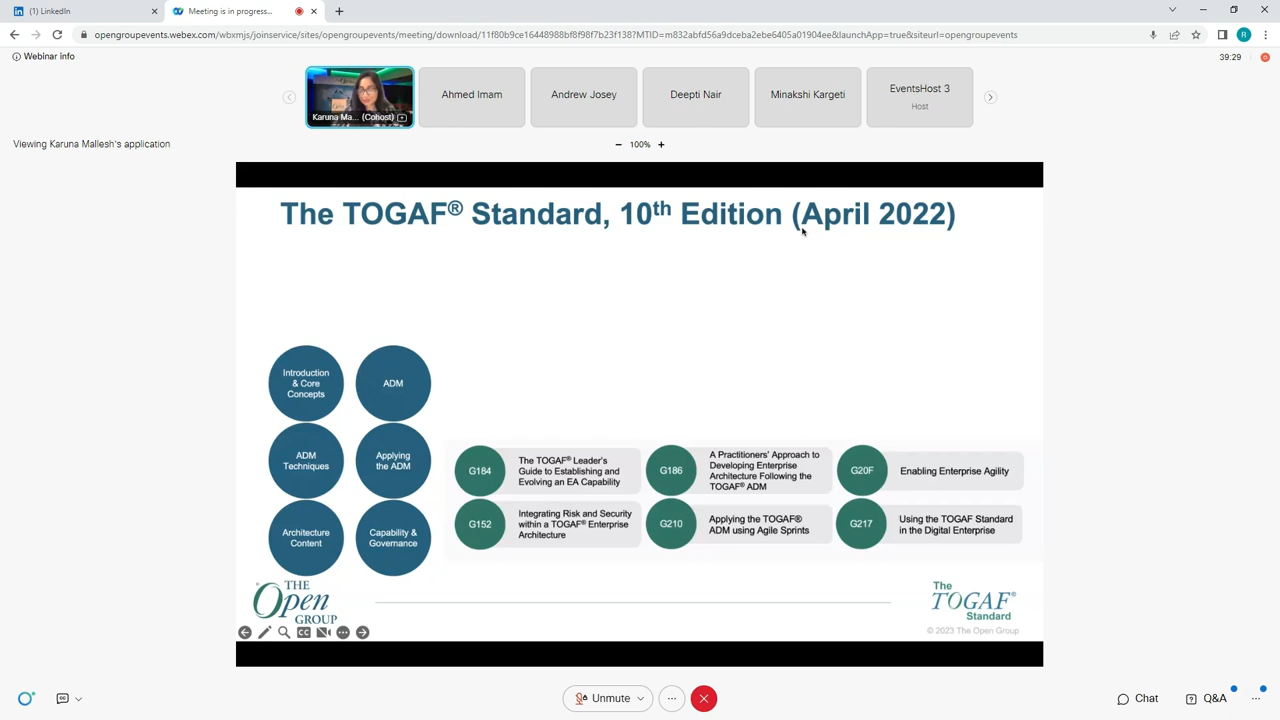 (1) LinkedIn
Meeting is in progress...
opengroupevents.webex.com/wbxmjs/joinservice/sites/opengroupevents/meeting/download/11f80b9ce16448988bf8f98f7b23f138?MTID=m832abfd56a9dceba2ebe6405a01904ee&launchApp=true&siteurl=opengroupevents
R
Webinar info
39:29
Karuna Ma... (Cohost)
Ahmed Imam
Andrew Josey
Deepti Nair
Minakshi Kargeti
EventsHost 3
Host
Viewing Karuna Mallesh's application
100%
The TOGAF® Standard, 10th Edition (April 2022)
Introduction
& Core
Concepts
ADM
ADM
Techniques
Applying
the ADM
Architecture
Content
Capability &
Governance
G184
The TOGAF® Leader's
Guide to Establishing and
Evolving an EA Capability
G186
A Practitioners' Approach to
Developing Enterprise
Architecture Following the
TOGAF® ADM
G20F
Enabling Enterprise Agility
G152
Integrating Risk and Security
within a TOGAF® Enterprise
Architecture
G210
Applying the TOGAF®
ADM using Agile Sprints
G217
Using the TOGAF Standard
in the Digital Enterprise
THE
Open
GROUP
The
TOGAF®
Standard
© 2023 The Open Group
CC
Unmute
Chat
Q&A